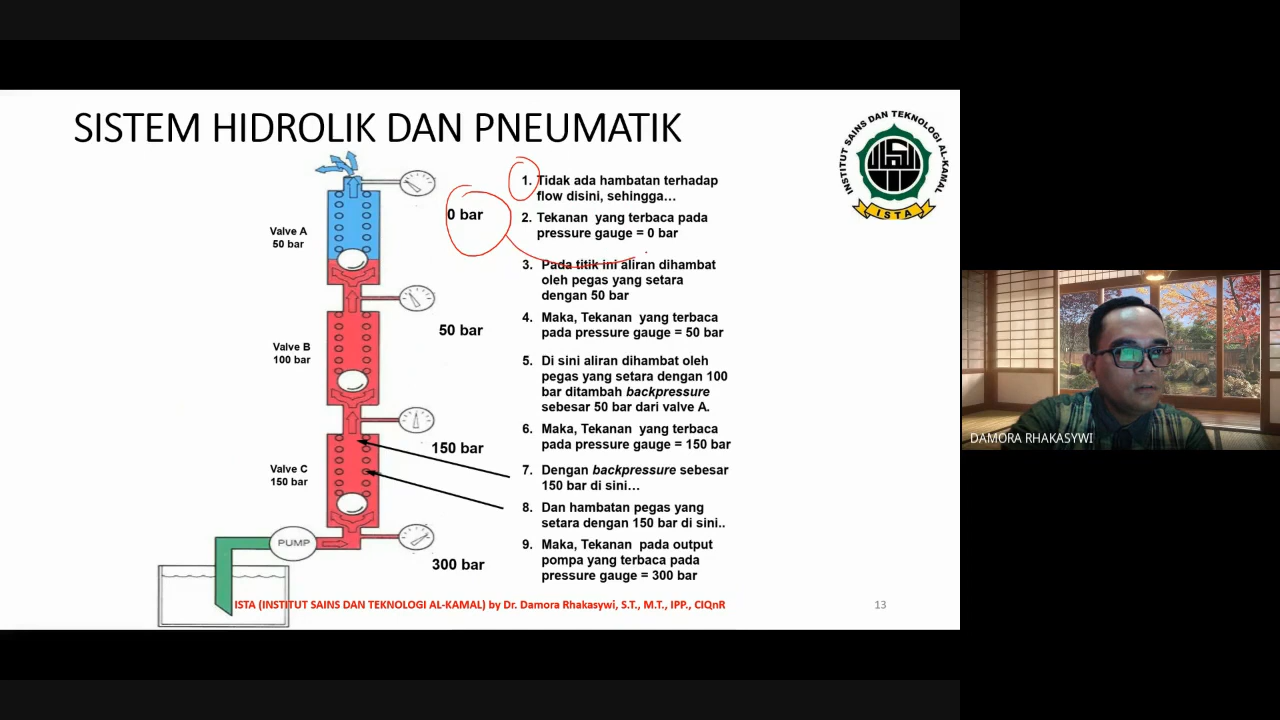 SISTEM HIDROLIK DAN PNEUMATIK
INSTITUT SAINS DAN TEKNOLOGI AL-KAMAL
ISTA
Valve A
50 bar
0 bar
1. Tidak ada hambatan terhadap
flow disini, sehingga…
2. Tekanan yang terbaca pada
pressure gauge = 0 bar
3. Pada titik ini aliran dihambat
oleh pegas yang setara
dengan 50 bar
50 bar
4. Maka, Tekanan yang terbaca
pada pressure gauge = 50 bar
Valve B
100 bar
5. Di sini aliran dihambat oleh
pegas yang setara dengan 100
bar ditambah backpressure
sebesar 50 bar dari valve A.
150 bar
6. Maka, Tekanan yang terbaca
pada pressure gauge = 150 bar
Valve C
150 bar
7. Dengan backpressure sebesar
150 bar di sini…
8. Dan hambatan pegas yang
setara dengan 150 bar di sini..
PUMP
300 bar
9. Maka, Tekanan pada output
pompa yang terbaca pada
pressure gauge = 300 bar
ISTA (INSTITUT SAINS DAN TEKNOLOGI AL-KAMAL) by Dr. Damora Rhakasywi, S.T., M.T., IPP., CIQnR
13
DAMORA RHAKASYWI